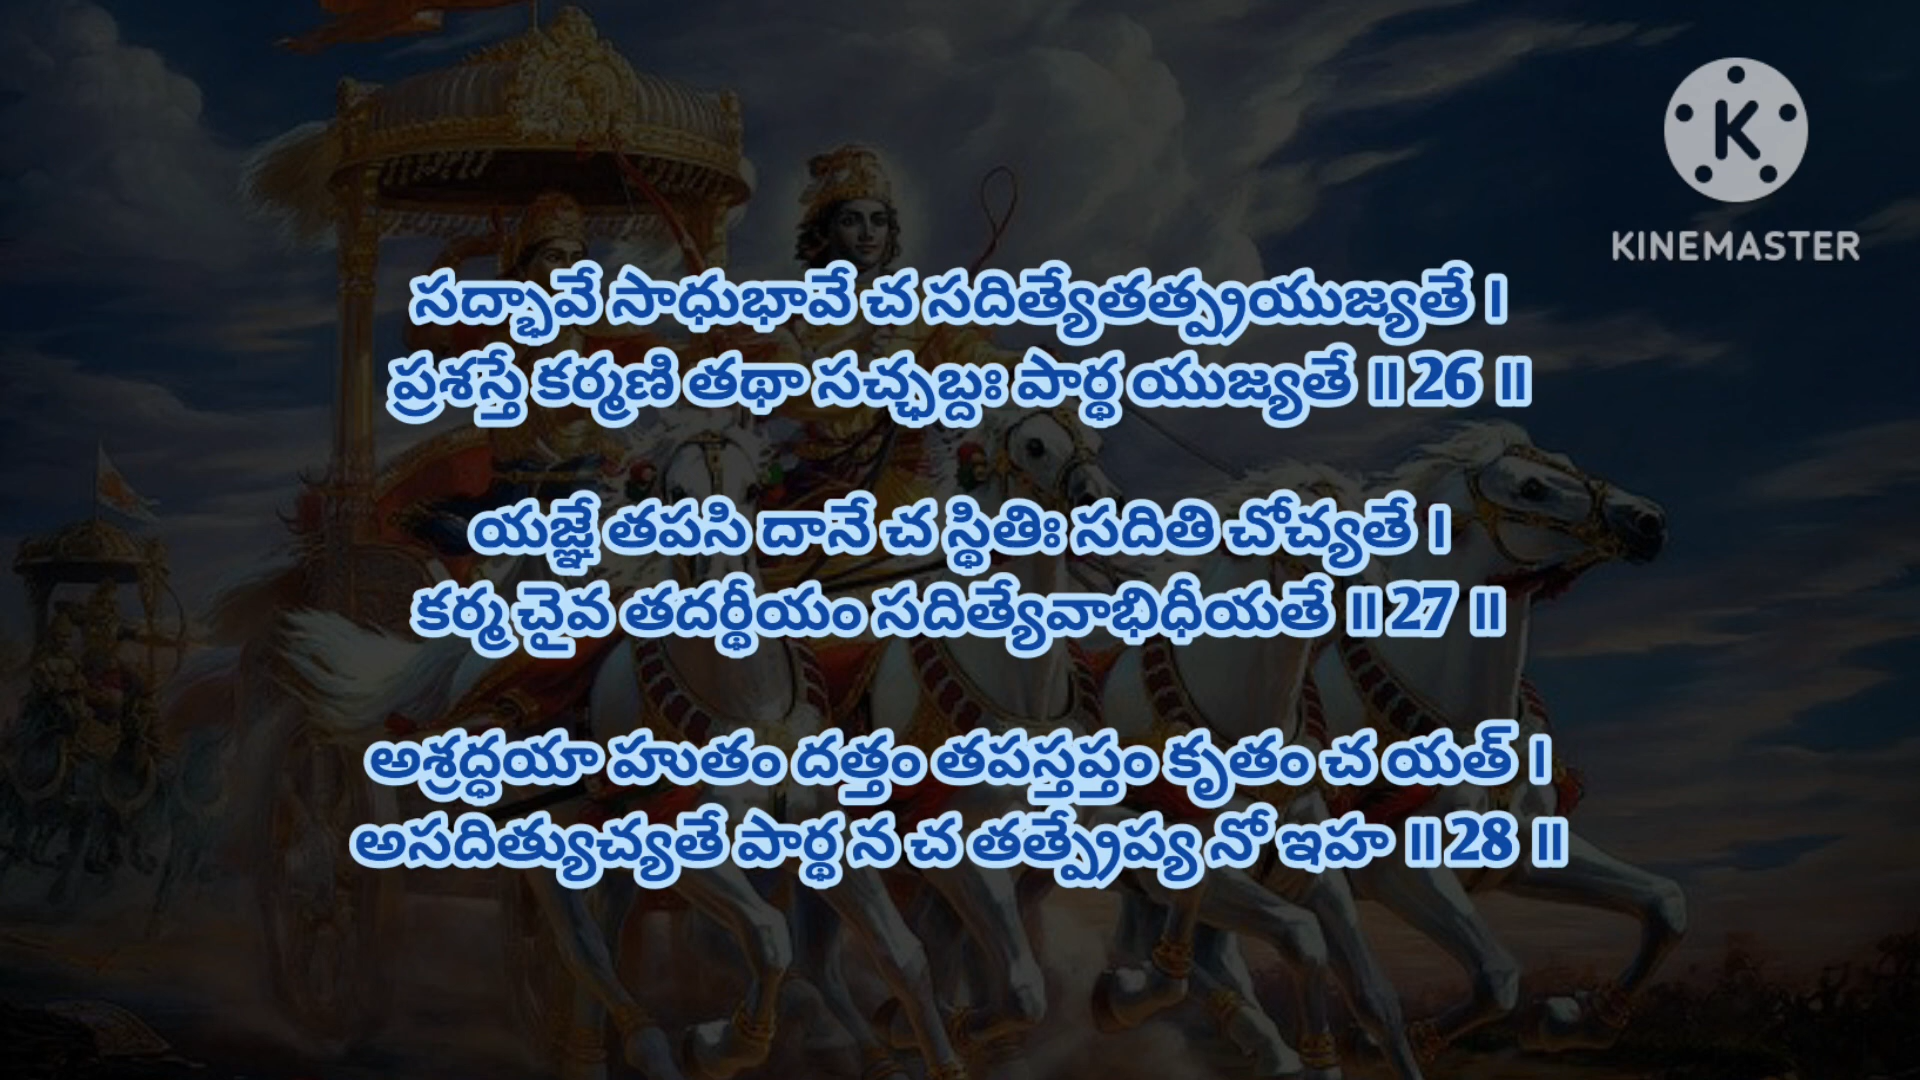 KINEMASTER
సద్భావే సాధుభావే చ సదిత్యేతత్ప్రయుజ్యతే ।
ప్రశస్తే కర్మణి తథా సచ్ఛబ్దః పార్థ యుజ్యతే ॥ 26 ॥
యజ్ఞే తపసి దానే చ స్థితిః సదితి చోచ్యతే ।
కర్మ చైవ తదర్థీయం సదిత్యేవాభిధీయతే ॥ 27 ॥
అశ్రద్ధయా హుతం దత్తం తపస్తప్తం కృతం చ యత్ ।
అసదిత్యుచ్యతే పార్థ న చ తత్ప్రేప్య నో ఇహ ॥ 28 ॥